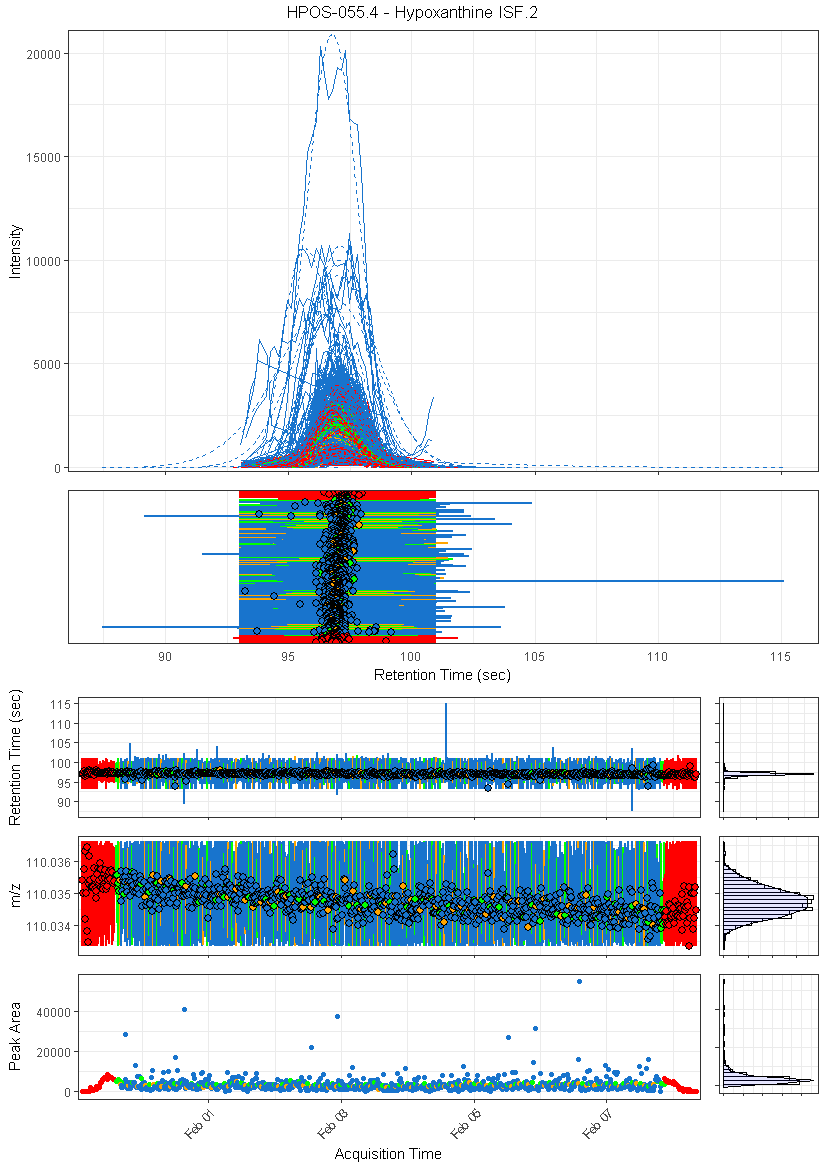 HPOS-055.4 - Hypoxanthine ISF.2
20000
15000
10000
5000
0
Intensity
90 95 100 105 110 115
Retention Time (sec)
115
110
105
100
95
90
Retention Time (sec)
110.036
110.035
110.034
m/z
40000
20000
0
Peak Area
Feb 01 Feb 03 Feb 05 Feb 07
Acquisition Time